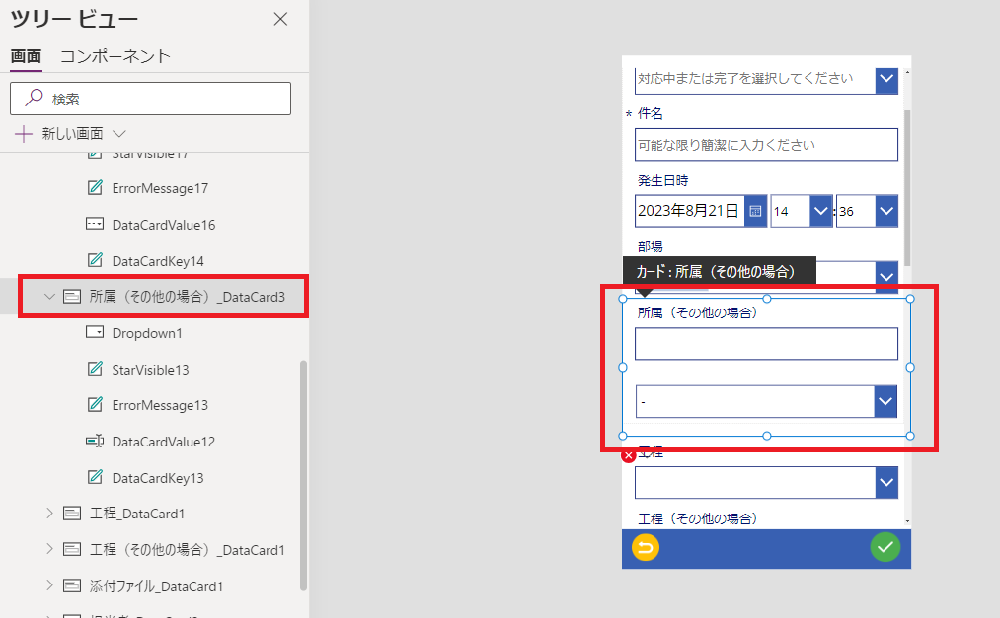 ツリー ビュー
画面 コンポーネント
検索
新しい画面
StarVisible17
ErrorMessage17
DataCardValue16
DataCardKey14
所属（その他の場合）_DataCard3
Dropdown1
StarVisible13
ErrorMessage13
DataCardValue12
DataCardKey13
工程_DataCard1
工程（その他の場合）_DataCard1
添付ファイル_DataCard1
対応中または完了を選択してください
* 件名
可能な限り簡潔に入力ください
発生日時
2023年8月21日 14 : 36
部場
カード : 所属（その他の場合）
所属（その他の場合）
-
工程
工程（その他の場合）